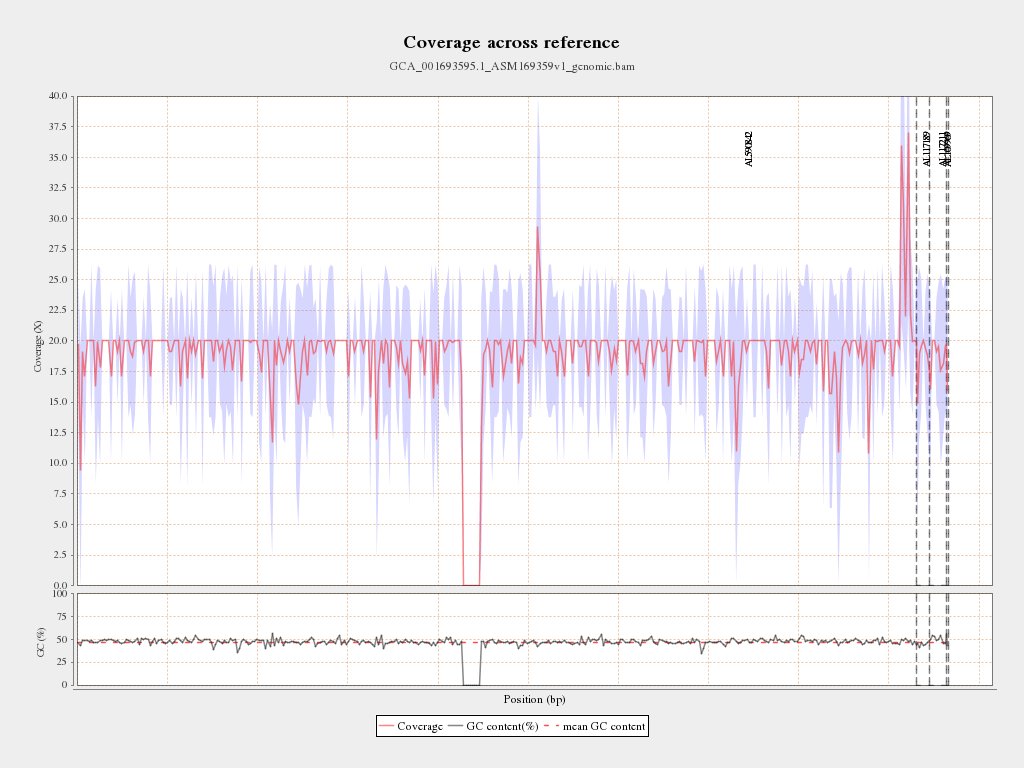 Coverage across reference
GCA_001693595.1_ASM169359v1_genomic.bam
40.0
37.5
35.0
32.5
30.0
27.5
25.0
22.5
20.0
17.5
15.0
12.5
10.0
7.5
5.0
2.5
0.0
Coverage (X)
AL117189
AL117211
100
75
50
25
0
GC (%)
Position (bp)
Coverage GC content(%) mean GC content